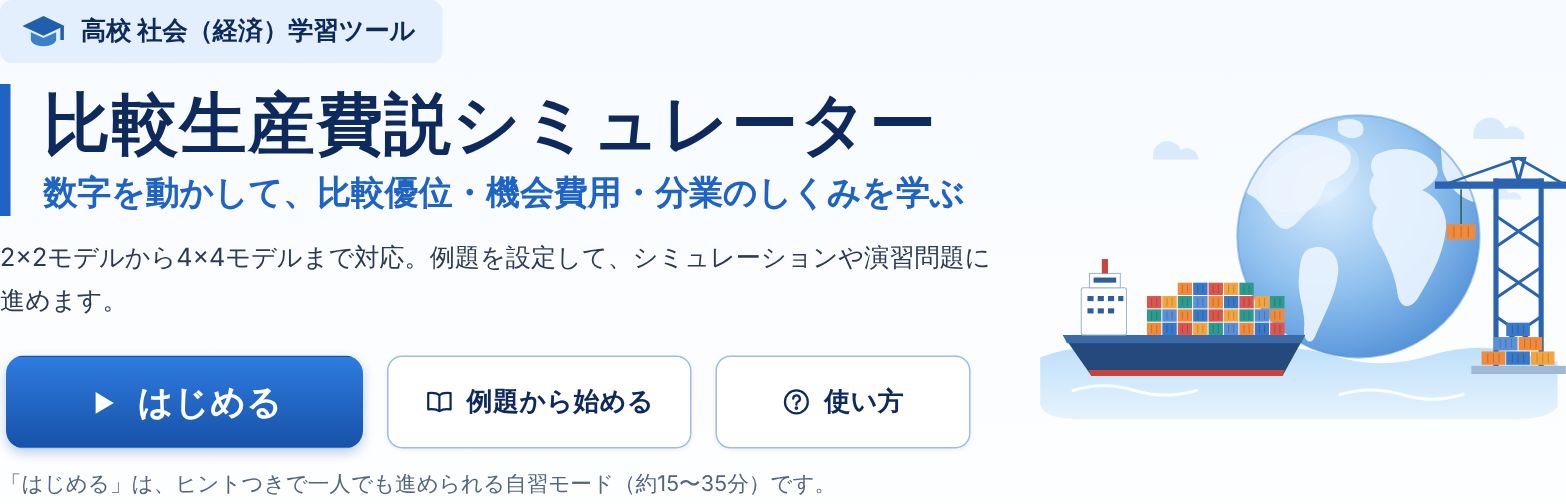 高校 社会（経済）学習ツール
比較生産費説シミュレーター
数字を動かして、比較優位・機会費用・分業のしくみを学ぶ
2×2モデルから4×4モデルまで対応。例題を設定して、シミュレーションや演習問題に
進めます。
はじめる
例題から始める
使い方
「はじめる」は、ヒントつきで一人でも進められる自習モード（約15〜35分）です。